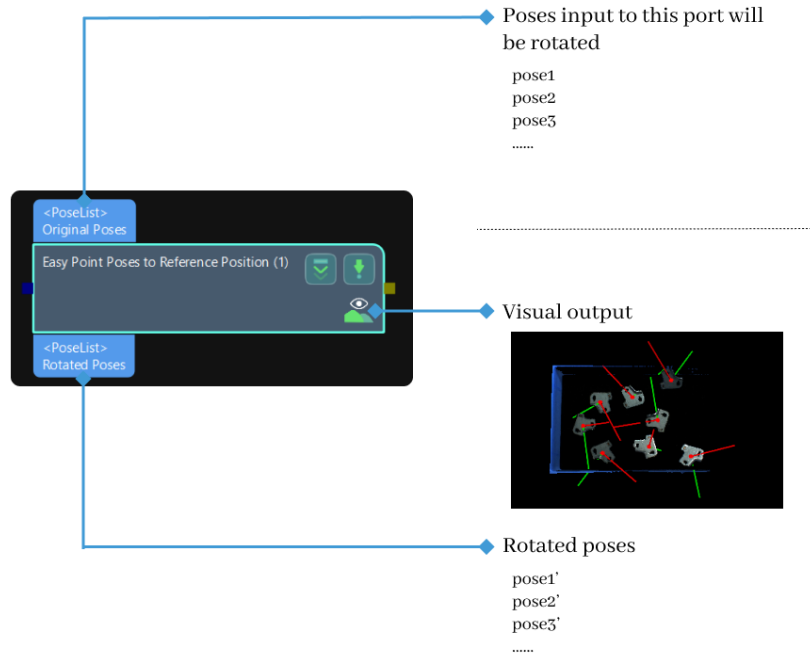 Poses input to this port will
be rotated
pose1
pose2
pose3
......
<PoseList>
Original Poses
Easy Point Poses to Reference Position (1)
Visual output
<PoseList>
Rotated Poses
Rotated poses
pose1’
pose2’
pose3’
......